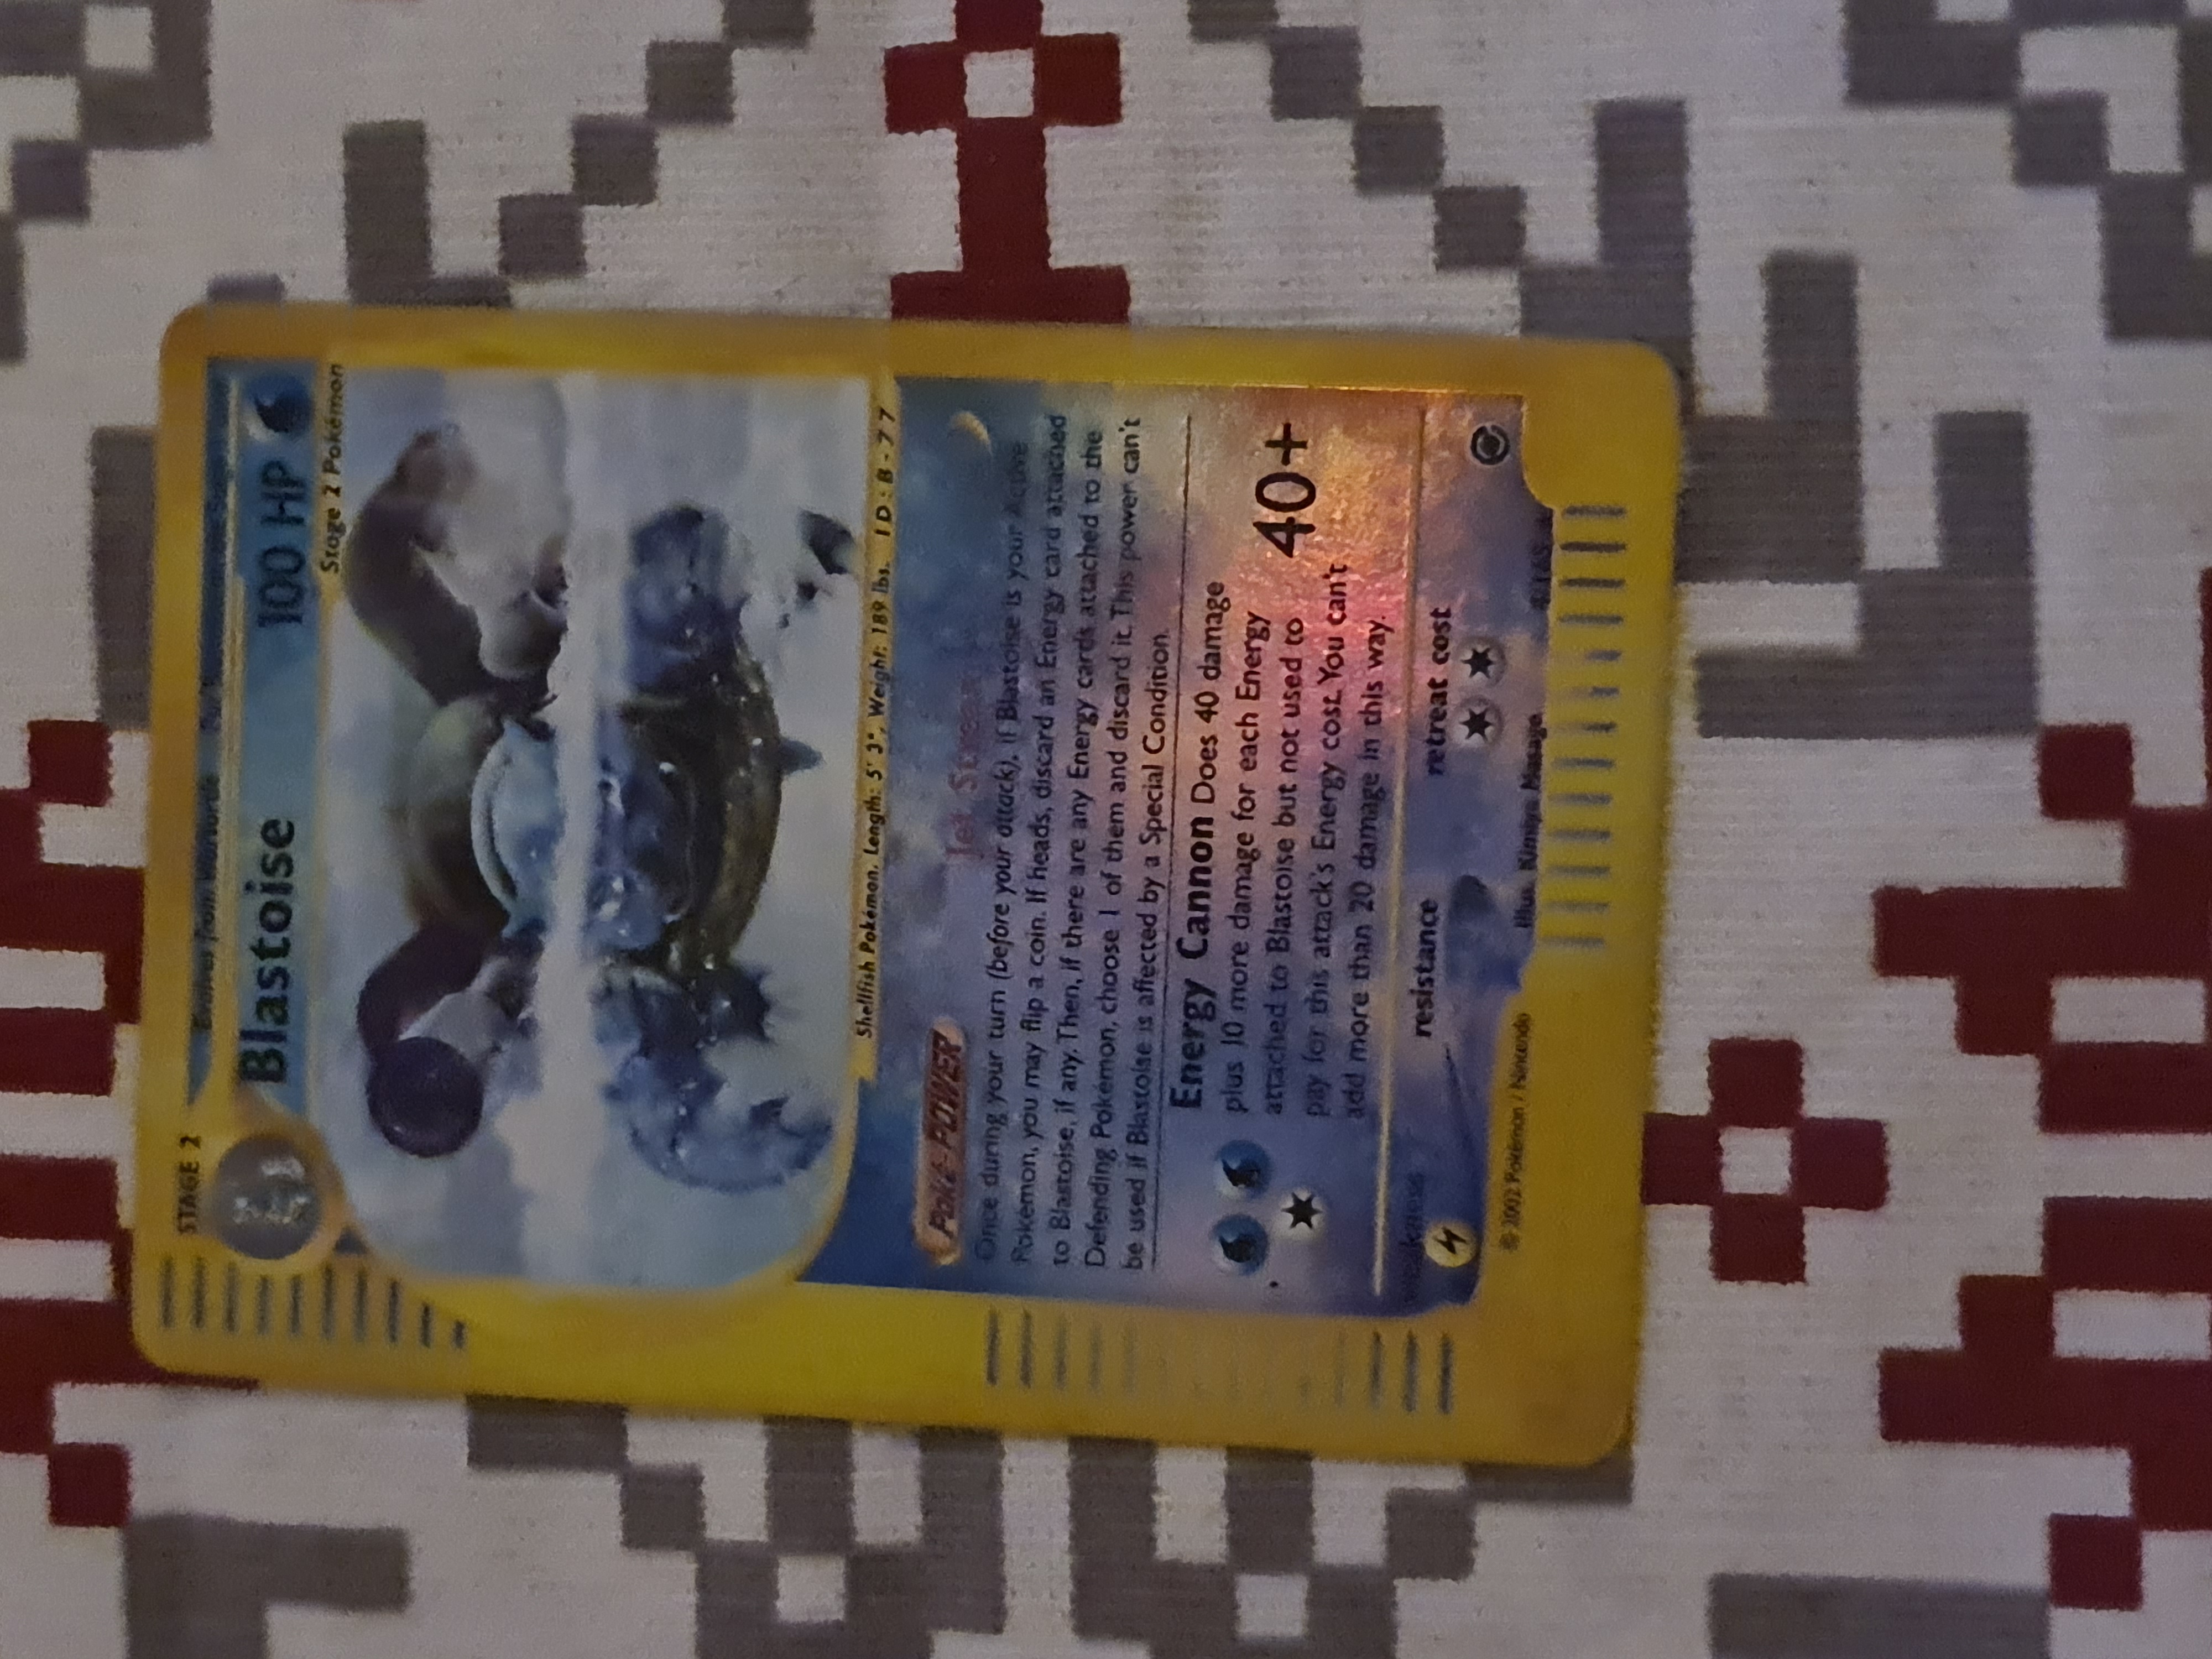 STAGE 2
Evolves from Wartortle
Blastoise 100 HP
Stage 2 Pokémon
Shellfish Pokémon. Length: 5' 3", Weight: 189 lbs. ID:B-77
POKé-POWER Jet Stream
Once during your turn (before your attack), if Blastoise is your Active
Pokémon, you may flip a coin. If heads, discard an Energy card attached
to Blastoise, if any. Then, if there are any Energy cards attached to the
Defending Pokémon, choose 1 of them and discard it. This power can't
be used if Blastoise is affected by a Special Condition.
Energy Cannon Does 40 damage
plus 10 more damage for each Energy
attached to Blastoise but not used to
pay for this attack's Energy cost. You can't
add more than 20 damage in this way.
40+
weakness resistance retreat cost
©2002 Pokémon / Nintendo